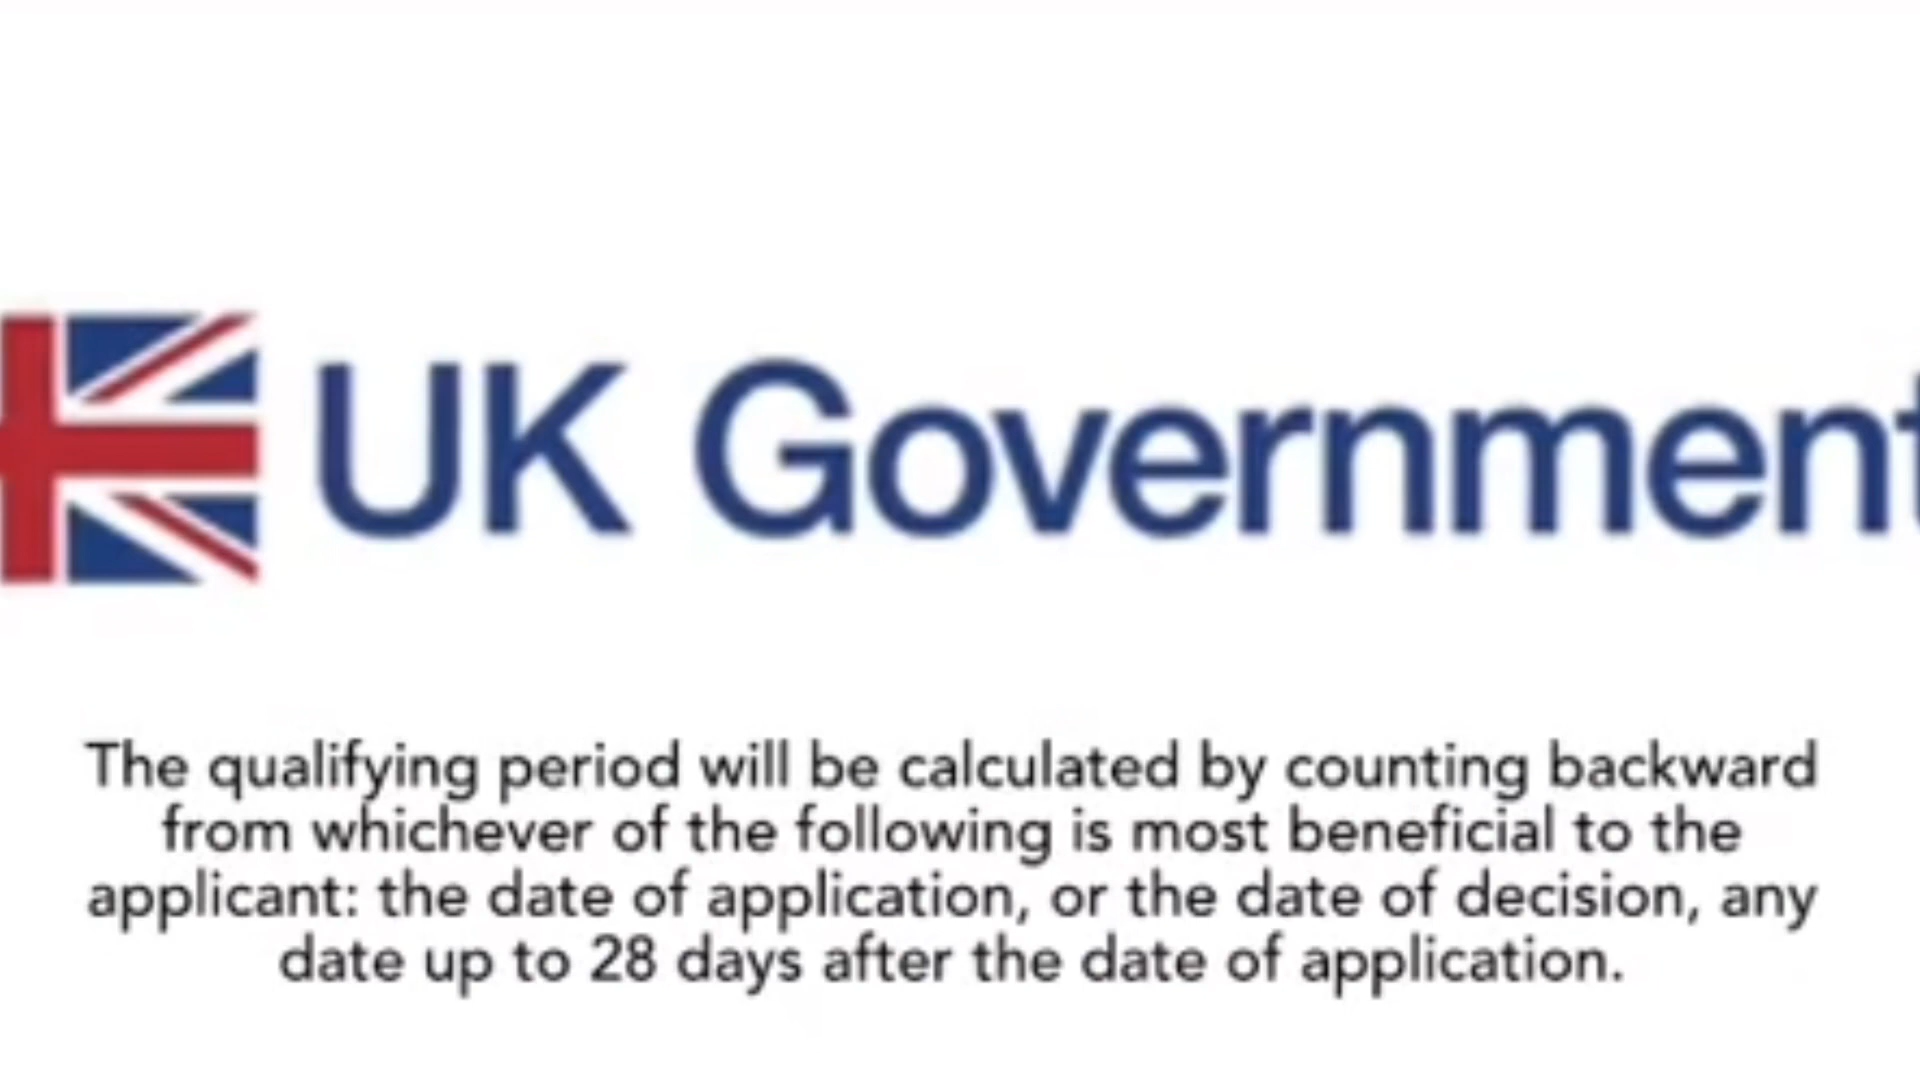 UK Government
The qualifying period will be calculated by counting backward
from whichever of the following is most beneficial to the
applicant: the date of application, or the date of decision, any
date up to 28 days after the date of application.